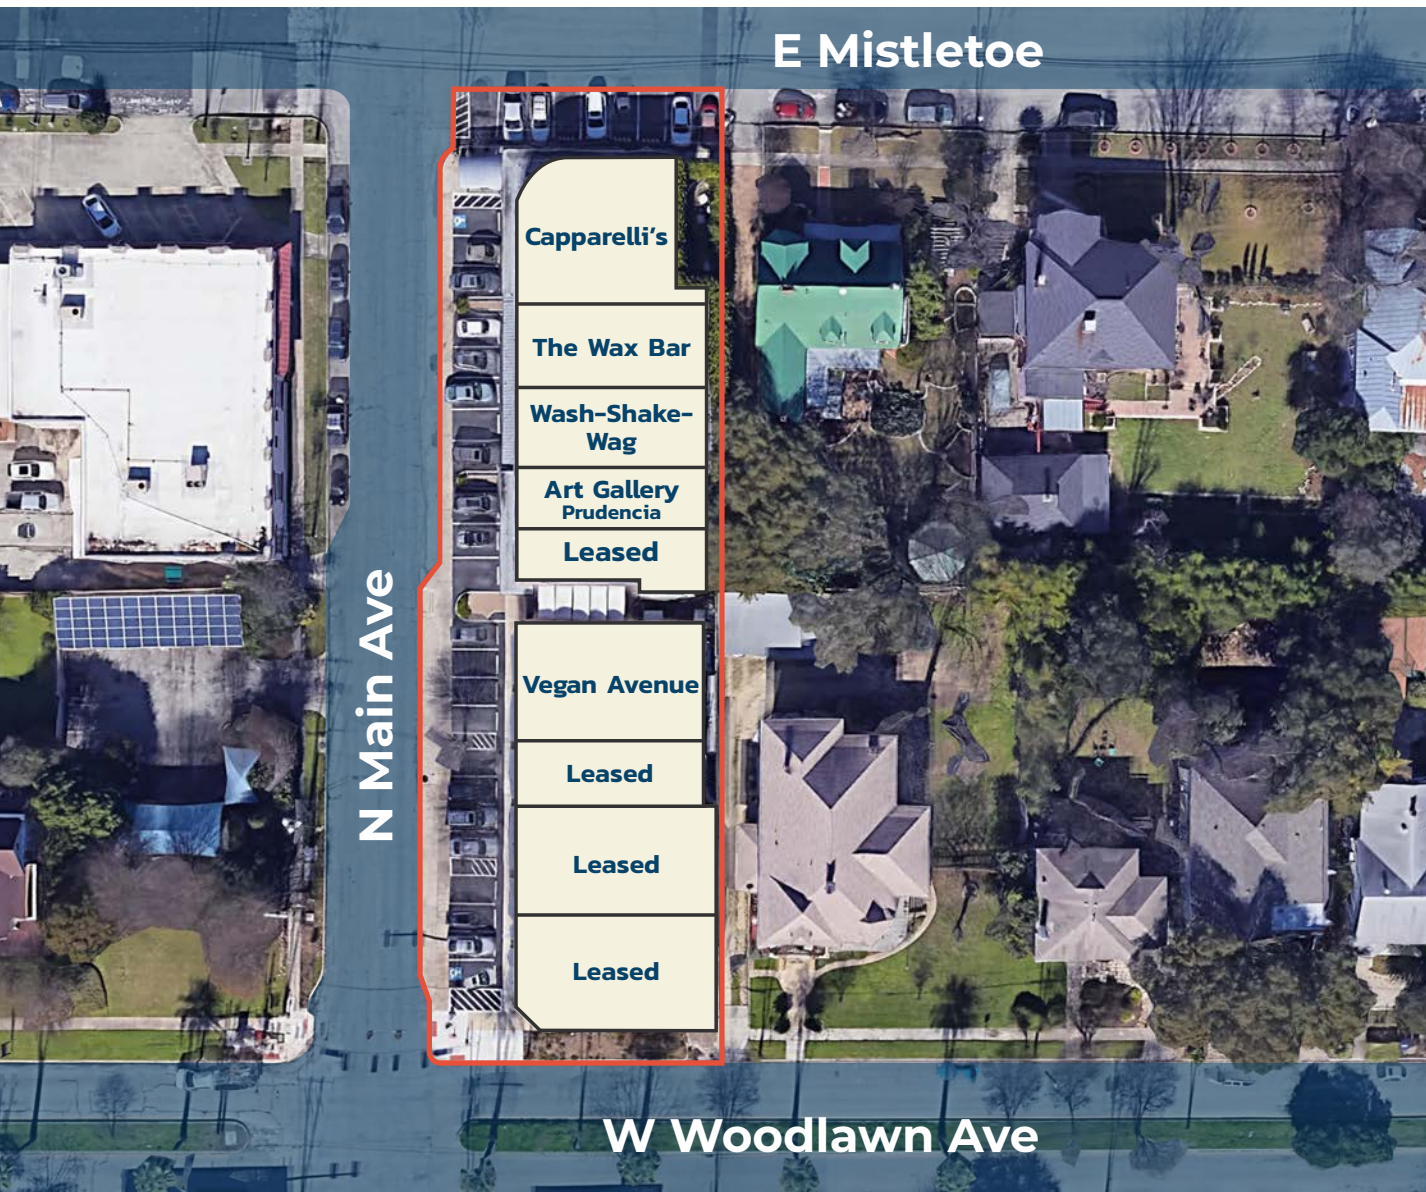 E Mistletoe
Capparelli's
The Wax Bar
Wash-Shake-
Wag
Art Gallery
Prudencia
Leased
N Main Ave
Vegan Avenue
Leased
Leased
Leased
W Woodlawn Ave